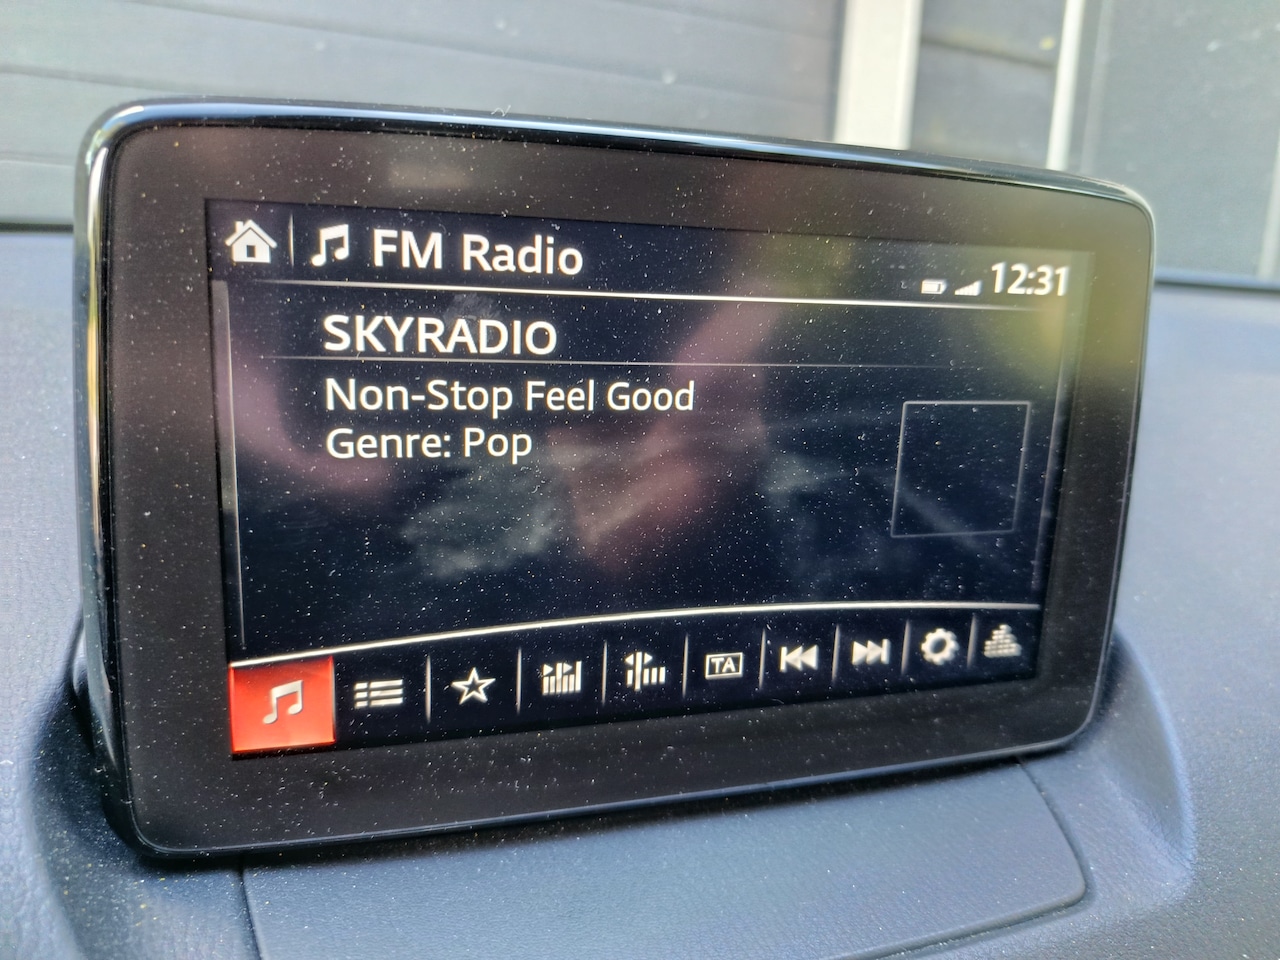 FM Radio
12:31
SKYRADIO
Non-Stop Feel Good
Genre: Pop
TA